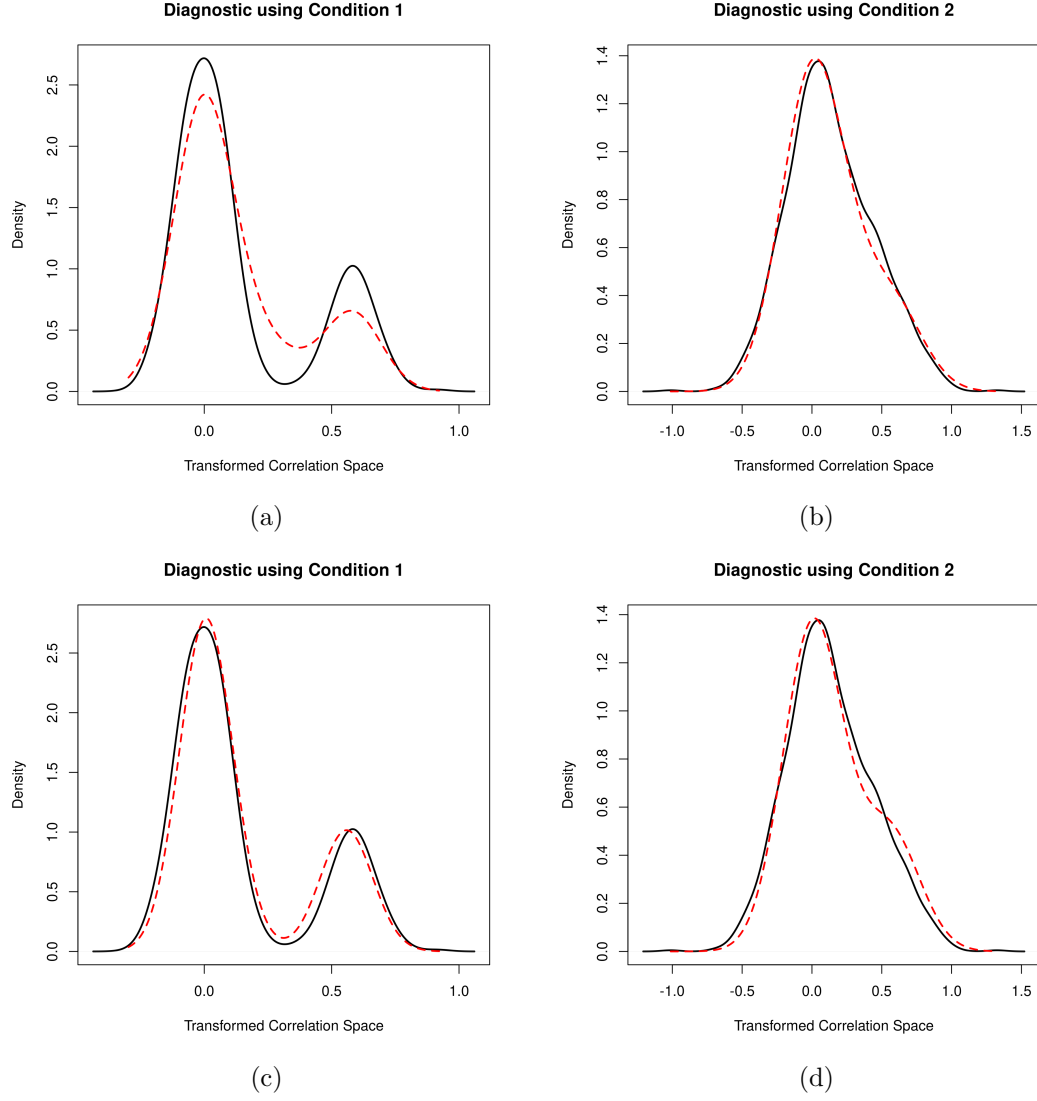 Diagnostic using Condition 1
Density
0.0 0.5 1.0 1.5 2.0 2.5
0.0 0.5 1.0
Transformed Correlation Space
(a)
Diagnostic using Condition 2
Density
0.0 0.2 0.4 0.6 0.8 1.0 1.2 1.4
-1.0 -0.5 0.0 0.5 1.0 1.5
Transformed Correlation Space
(b)
Diagnostic using Condition 1
Density
0.0 0.5 1.0 1.5 2.0 2.5
0.0 0.5 1.0
Transformed Correlation Space
(c)
Diagnostic using Condition 2
Density
0.0 0.2 0.4 0.6 0.8 1.0 1.2 1.4
-1.0 -0.5 0.0 0.5 1.0 1.5
Transformed Correlation Space
(d)